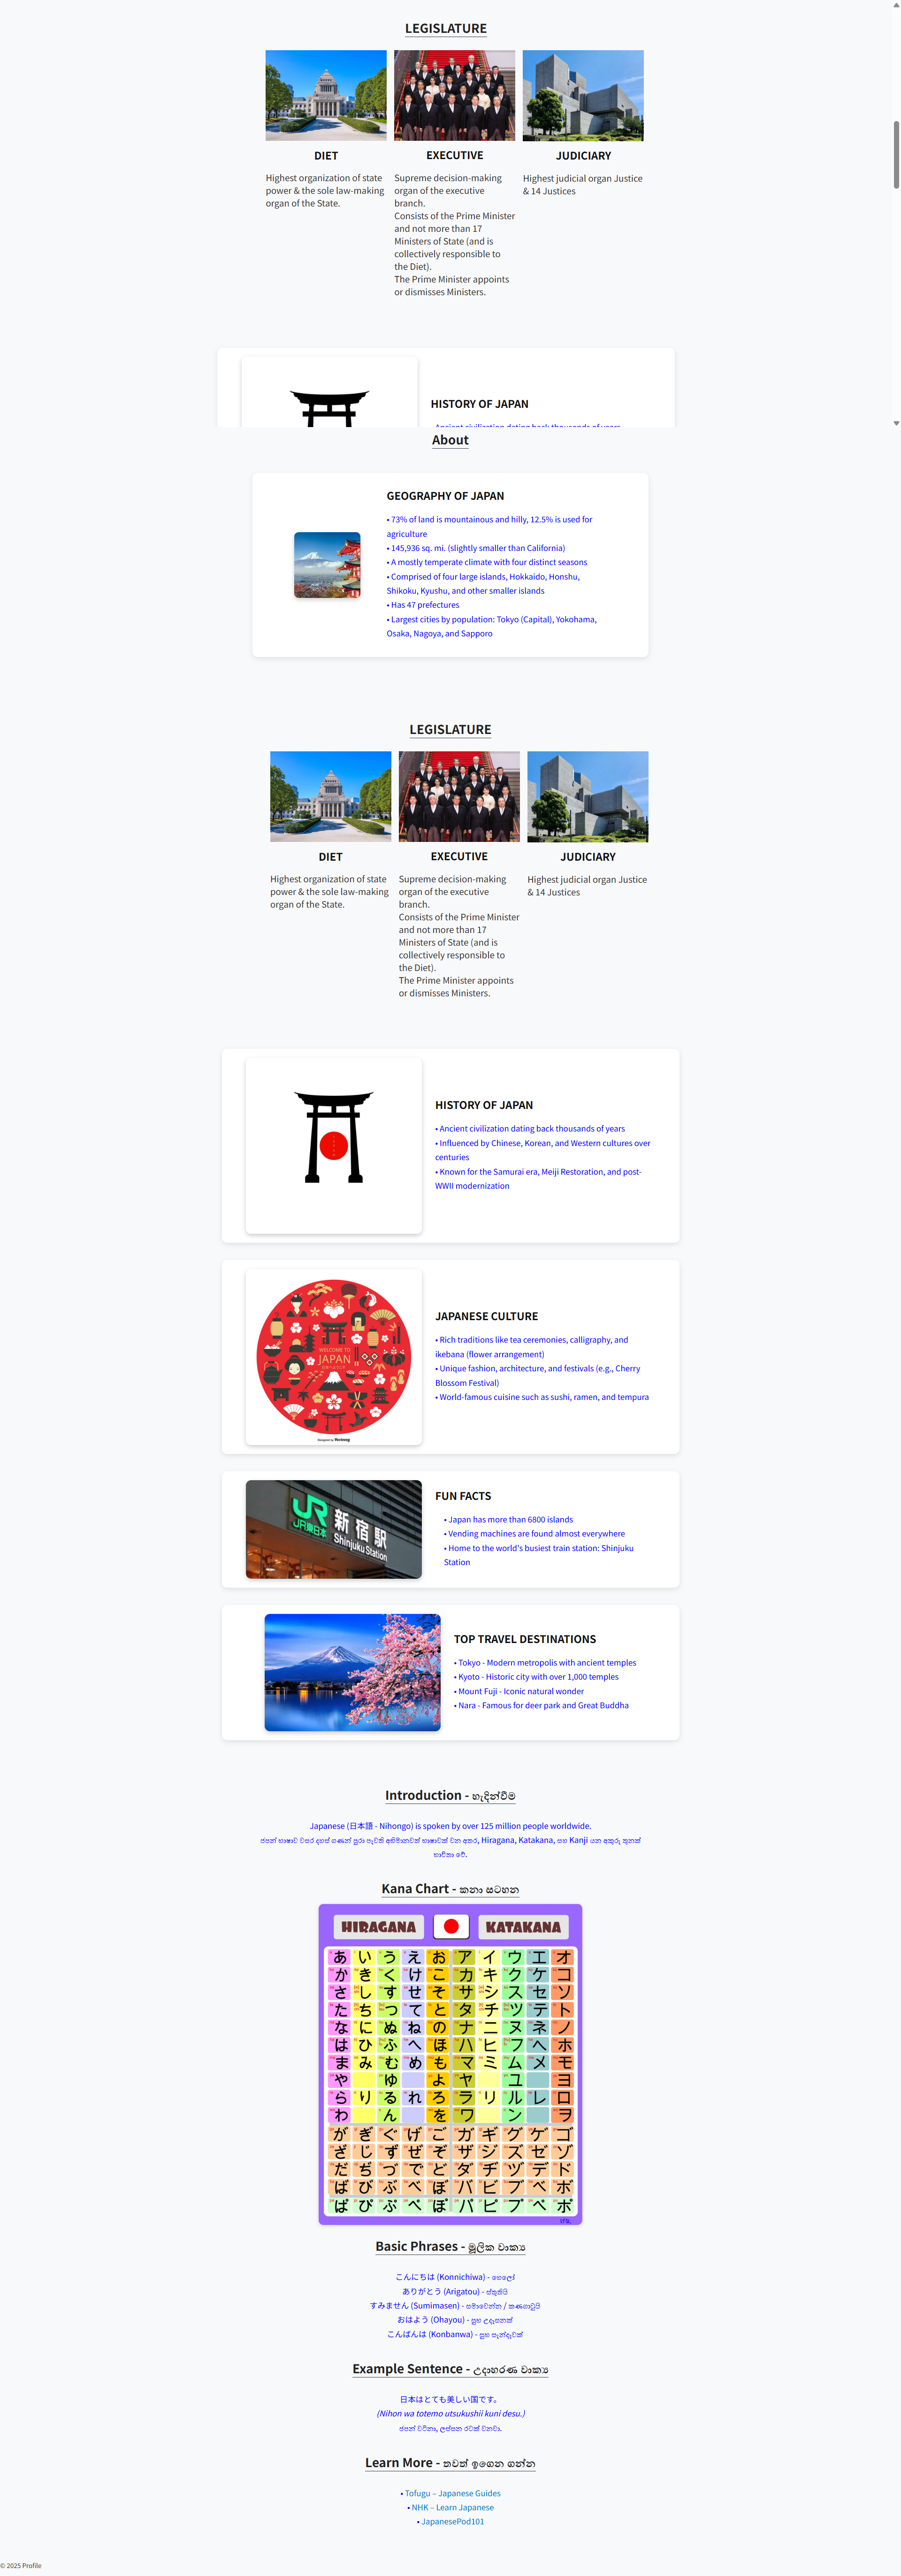 LEGISLATURE
DIET
Highest organization of state
power & the sole law-making
organ of the State.
EXECUTIVE
Supreme decision-making
organ of the executive
branch.
Consists of the Prime Minister
and not more than 17
Ministers of State (and is
collectively responsible to
the Diet).
The Prime Minister appoints
or dismisses Ministers.
JUDICIARY
Highest judicial organ Justice
& 14 Justices
HISTORY OF JAPAN
About
GEOGRAPHY OF JAPAN
• 73% of land is mountainous and hilly, 12.5% is used for
agriculture
• 145,936 sq. mi. (slightly smaller than California)
• A mostly temperate climate with four distinct seasons
• Comprised of four large islands, Hokkaido, Honshu,
Shikoku, Kyushu, and other smaller islands
• Has 47 prefectures
• Largest cities by population: Tokyo (Capital), Yokohama,
Osaka, Nagoya, and Sapporo
LEGISLATURE
DIET
Highest organization of state
power & the sole law-making
organ of the State.
EXECUTIVE
Supreme decision-making
organ of the executive
branch.
Consists of the Prime Minister
and not more than 17
Ministers of State (and is
collectively responsible to
the Diet).
The Prime Minister appoints
or dismisses Ministers.
JUDICIARY
Highest judicial organ Justice
& 14 Justices
HISTORY OF JAPAN
• Ancient civilization dating back thousands of years
• Influenced by Chinese, Korean, and Western cultures over
centuries
• Known for the Samurai era, Meiji Restoration, and post-
WWII modernization
WELCOME TO
JAPAN
JAPANESE CULTURE
• Rich traditions like tea ceremonies, calligraphy, and
ikebana (flower arrangement)
• Unique fashion, architecture, and festivals (e.g., Cherry
Blossom Festival)
• World-famous cuisine such as sushi, ramen, and tempura
JR
JR東日本
新宿駅
Shinjuku Station
FUN FACTS
• Japan has more than 6800 islands
• Vending machines are found almost everywhere
• Home to the world's busiest train station: Shinjuku
Station
TOP TRAVEL DESTINATIONS
• Tokyo - Modern metropolis with ancient temples
• Kyoto - Historic city with over 1,000 temples
• Mount Fuji - Iconic natural wonder
• Nara - Famous for deer park and Great Buddha
Introduction - හැඳින්වීම
Japanese (日本語 - Nihongo) is spoken by over 125 million people worldwide.
ජපන් භාෂාව වසර දහස් ගණන් පුරා පැවති අභිමානවත් භාෂාවක් වන අතර, Hiragana, Katakana, සහ Kanji යන අකුරු තුනක්
භාවිතා වේ.
Kana Chart - කනා සටහන
HIRAGANA KATAKANA
あ い う え お ア イ ウ エ オ
か き く け こ カ キ ク ケ コ
さ し す せ そ サ シ ス セ ソ
た ち つ て と タ チ ツ テ ト
な に ぬ ね の ナ ニ ヌ ネ ノ
は ひ ふ へ ほ ハ ヒ フ ヘ ホ
ま み む め も マ ミ ム メ モ
や ゆ よ ヤ ユ ヨ
ら り る れ ろ ラ リ ル レ ロ
わ ん を ワ ン ヲ
が ぎ ぐ げ ご ガ ギ グ ゲ ゴ
ざ じ ず ぜ ぞ ザ ジ ズ ゼ ゾ
だ ぢ づ で ど ダ ヂ ヅ デ ド
ば び ぶ べ ぼ バ ビ ブ ベ ボ
ぱ ぴ ぷ ぺ ぽ パ ピ プ ペ ポ
Basic Phrases - මූලික වාක්‍ය
こんにちは (Konnichiwa) - හෙලෝ
ありがとう (Arigatou) - ස්තුතියි
すみません (Sumimasen) - සමාවෙන්න / කණගාටුයි
おはよう (Ohayou) - සුභ උදෑසනක්
こんばんは (Konbanwa) - සුභ සැන්දෑවක්
Example Sentence - උදාහරණ වාක්‍ය
日本はとても美しい国です。
(Nihon wa totemo utsukushii kuni desu.)
ජපන් වටිනා, ලස්සන රටක් වනවා.
Learn More - තවත් ඉගෙන ගන්න
• Tofugu – Japanese Guides
• NHK – Learn Japanese
• JapanesePod101
© 2025 Profile